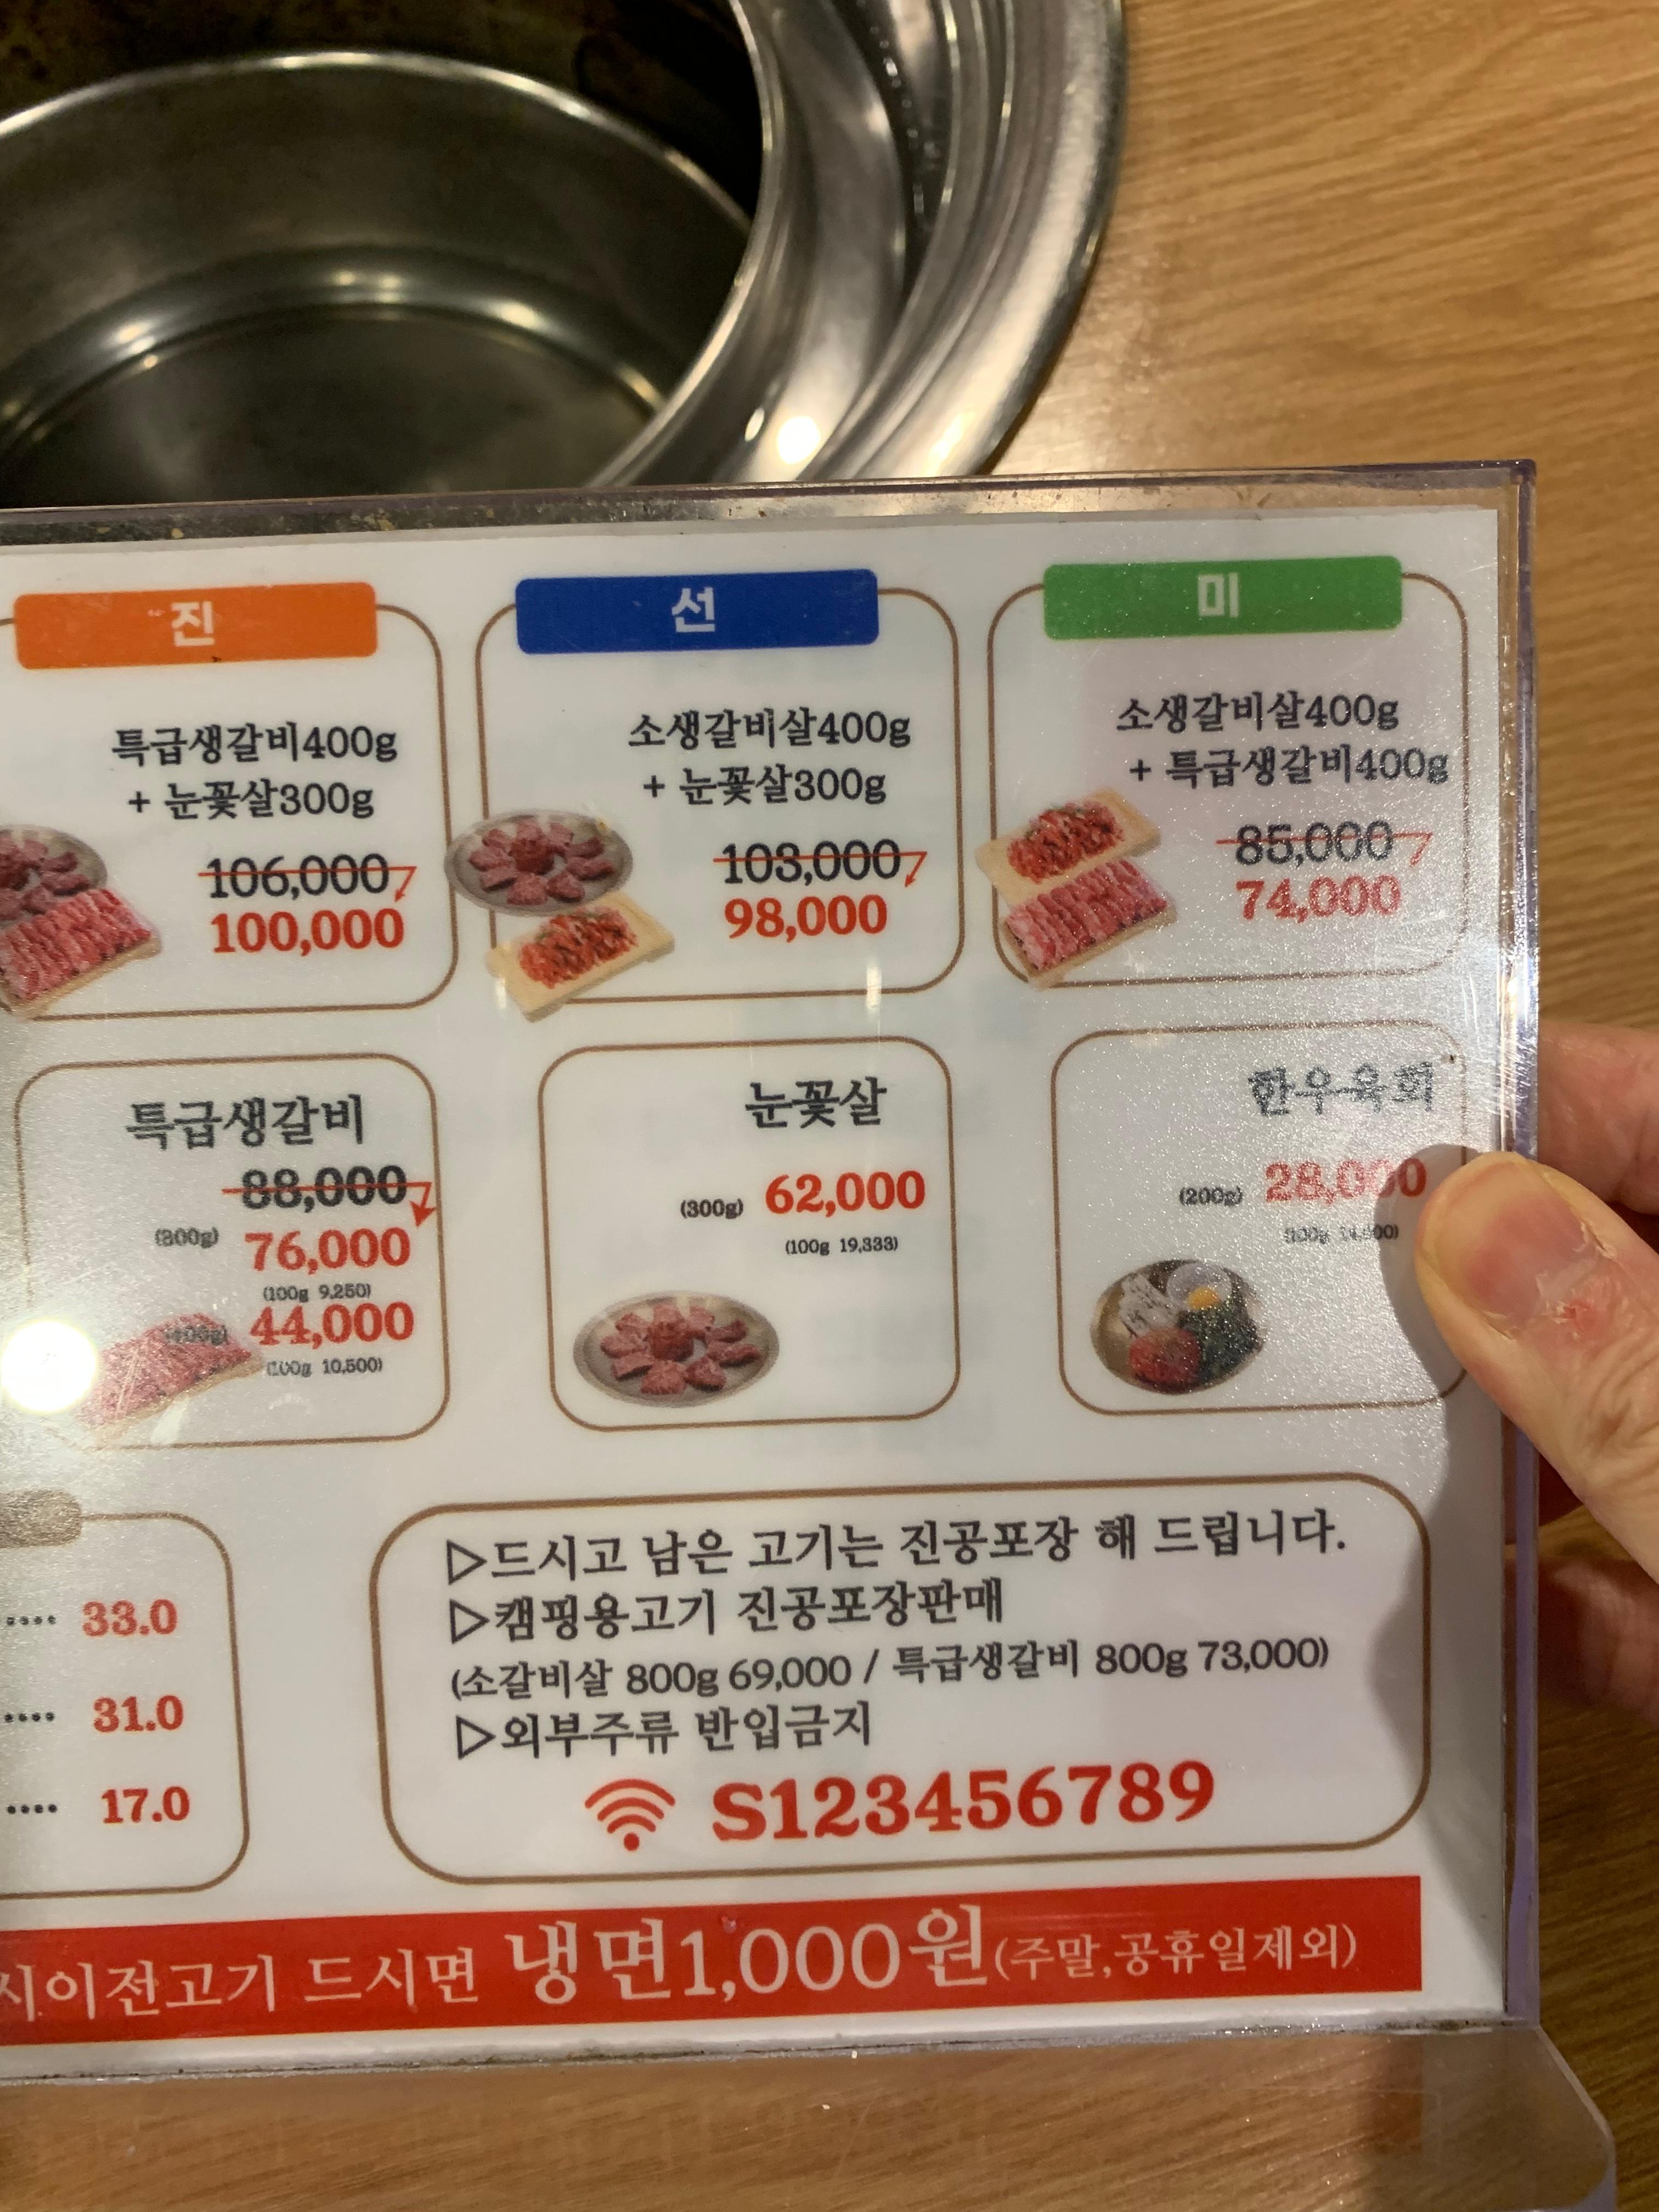 진
특급생갈비400g
+ 눈꽃살300g
106,000
100,000
선
소생갈비살400g
+ 눈꽃살300g
103,000
98,000
미
소생갈비살400g
+ 특급생갈비400g
85,000
74,000
특급생갈비
88,000
(800g) 76,000
(100g 9,250)
(400g) 44,000
(100g 10,500)
눈꽃살
(300g) 62,000
(100g 19,333)
한우육회
(200g) 28,000
.... 33.0
.... 31.0
.... 17.0
▷드시고 남은 고기는 진공포장 해 드립니다.
▷캠핑용고기 진공포장판매
(소갈비살 800g 69,000 / 특급생갈비 800g 73,000)
▷외부주류 반입금지
S123456789
시이전고기 드시면 냉면1,000원(주말,공휴일제외)